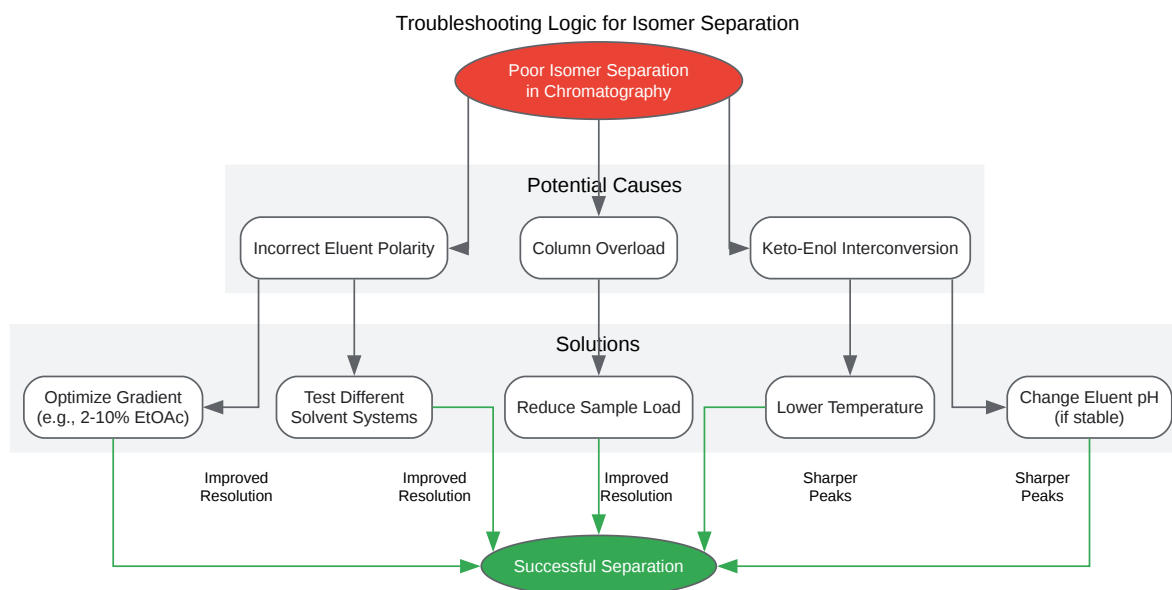 Troubleshooting Logic for Isomer Separation
Poor Isomer Separation
in Chromatography
Potential Causes
Incorrect Eluent Polarity
Column Overload
Keto-Enol Interconversion
Solutions
Optimize Gradient
(e.g., 2-10% EtOAc)
Test Different
Solvent Systems
Reduce Sample Load
Lower Temperature
Change Eluent pH
(if stable)
Improved
Resolution
Improved
Resolution
Improved
Resolution
Sharper
Peaks
Sharper
Peaks
Successful Separation